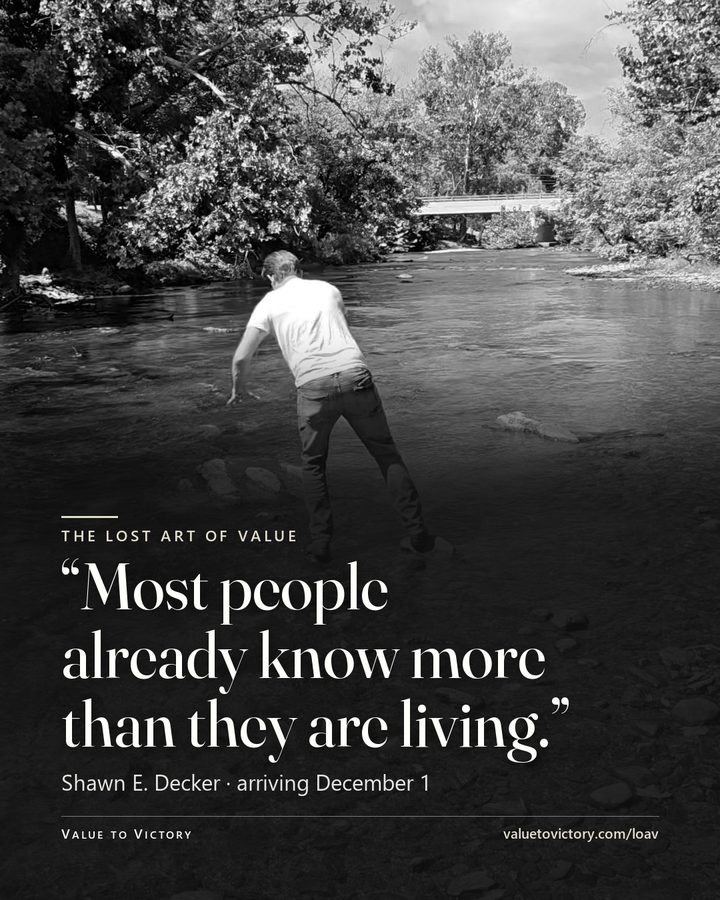 THE LOST ART OF VALUE
“Most people
already know more
than they are living.”
Shawn E. Decker · arriving December 1
VALUE TO VICTORY
valuetovictory.com/loav